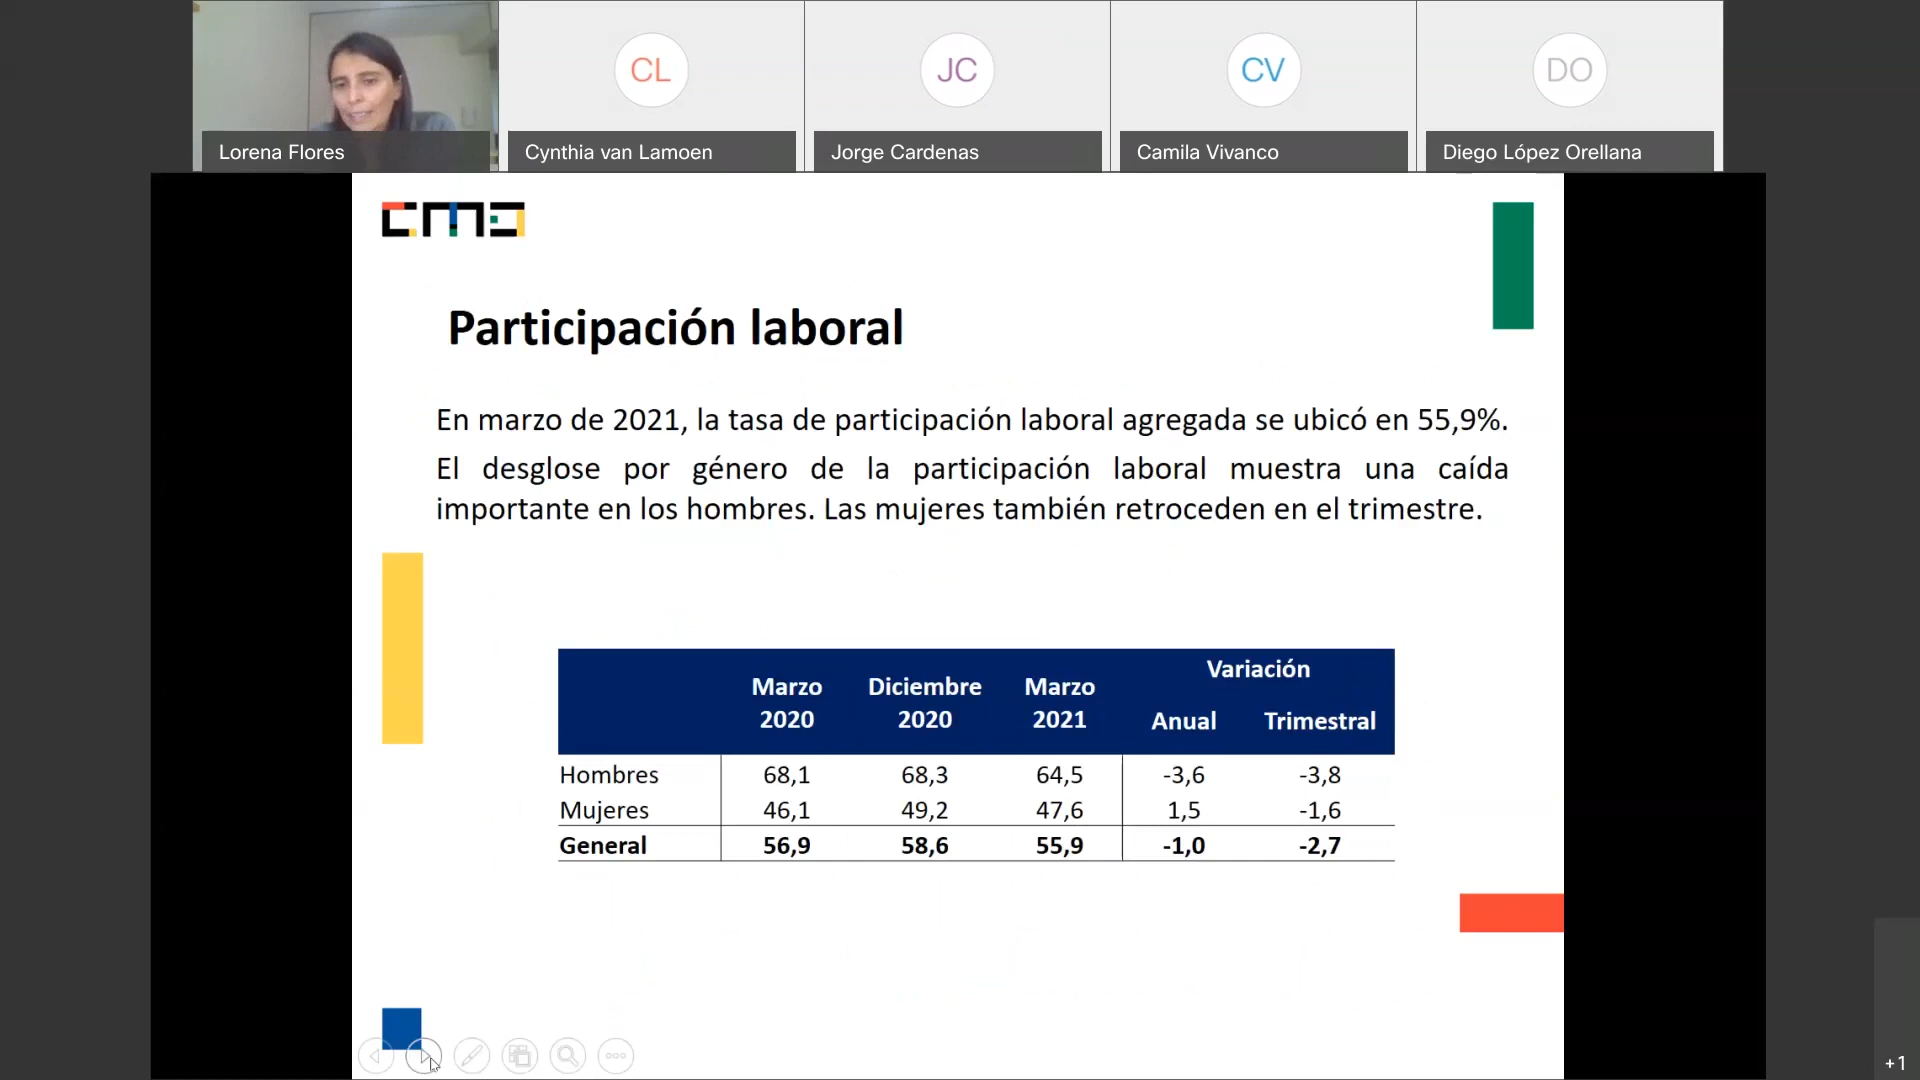 CL
JC
CV
DO
Lorena Flores
Cynthia van Lamoen
Jorge Cardenas
Camila Vivanco
Diego López Orellana
Participación laboral
En marzo de 2021, la tasa de participación laboral agregada se ubicó en 55,9%.
El desglose por género de la participación laboral muestra una caída
importante en los hombres. Las mujeres también retroceden en el trimestre.
Marzo 2020 Diciembre 2020 Marzo 2021 Variación
Anual Trimestral
Hombres 68,1 68,3 64,5 -3,6 -3,8
Mujeres 46,1 49,2 47,6 1,5 -1,6
General 56,9 58,6 55,9 -1,0 -2,7
+1